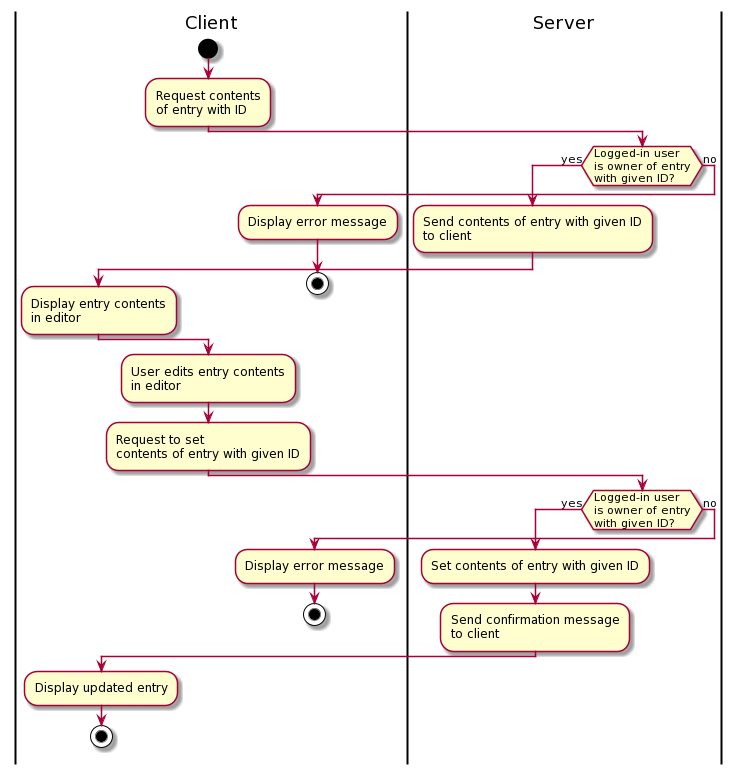 Client
Server
Request contents
of entry with ID
Logged-in user
is owner of entry
with given ID?
yes
no
Display error message
Send contents of entry with given ID
to client
Display entry contents
in editor
User edits entry contents
in editor
Request to set
contents of entry with given ID
Logged-in user
is owner of entry
with given ID?
yes
no
Display error message
Set contents of entry with given ID
Send confirmation message
to client
Display updated entry